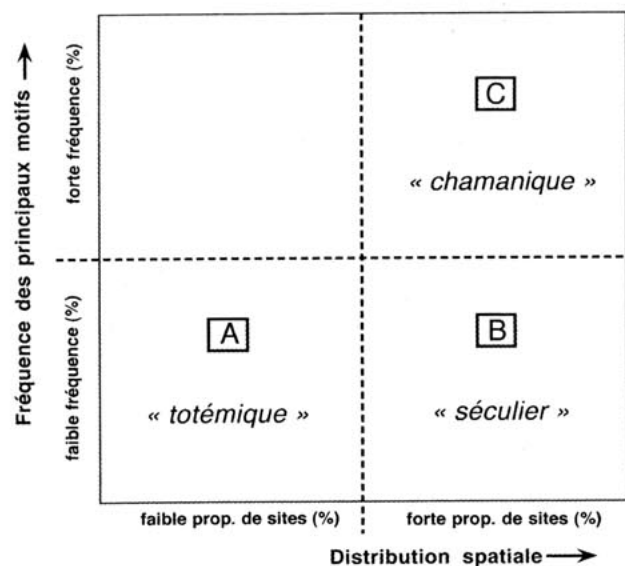 Fréquence des principaux motifs
forte fréquence (%)
faible fréquence (%)
C
« chamanique »
A
« totémique »
B
« séculier »
faible prop. de sites (%)
forte prop. de sites (%)
Distribution spatiale